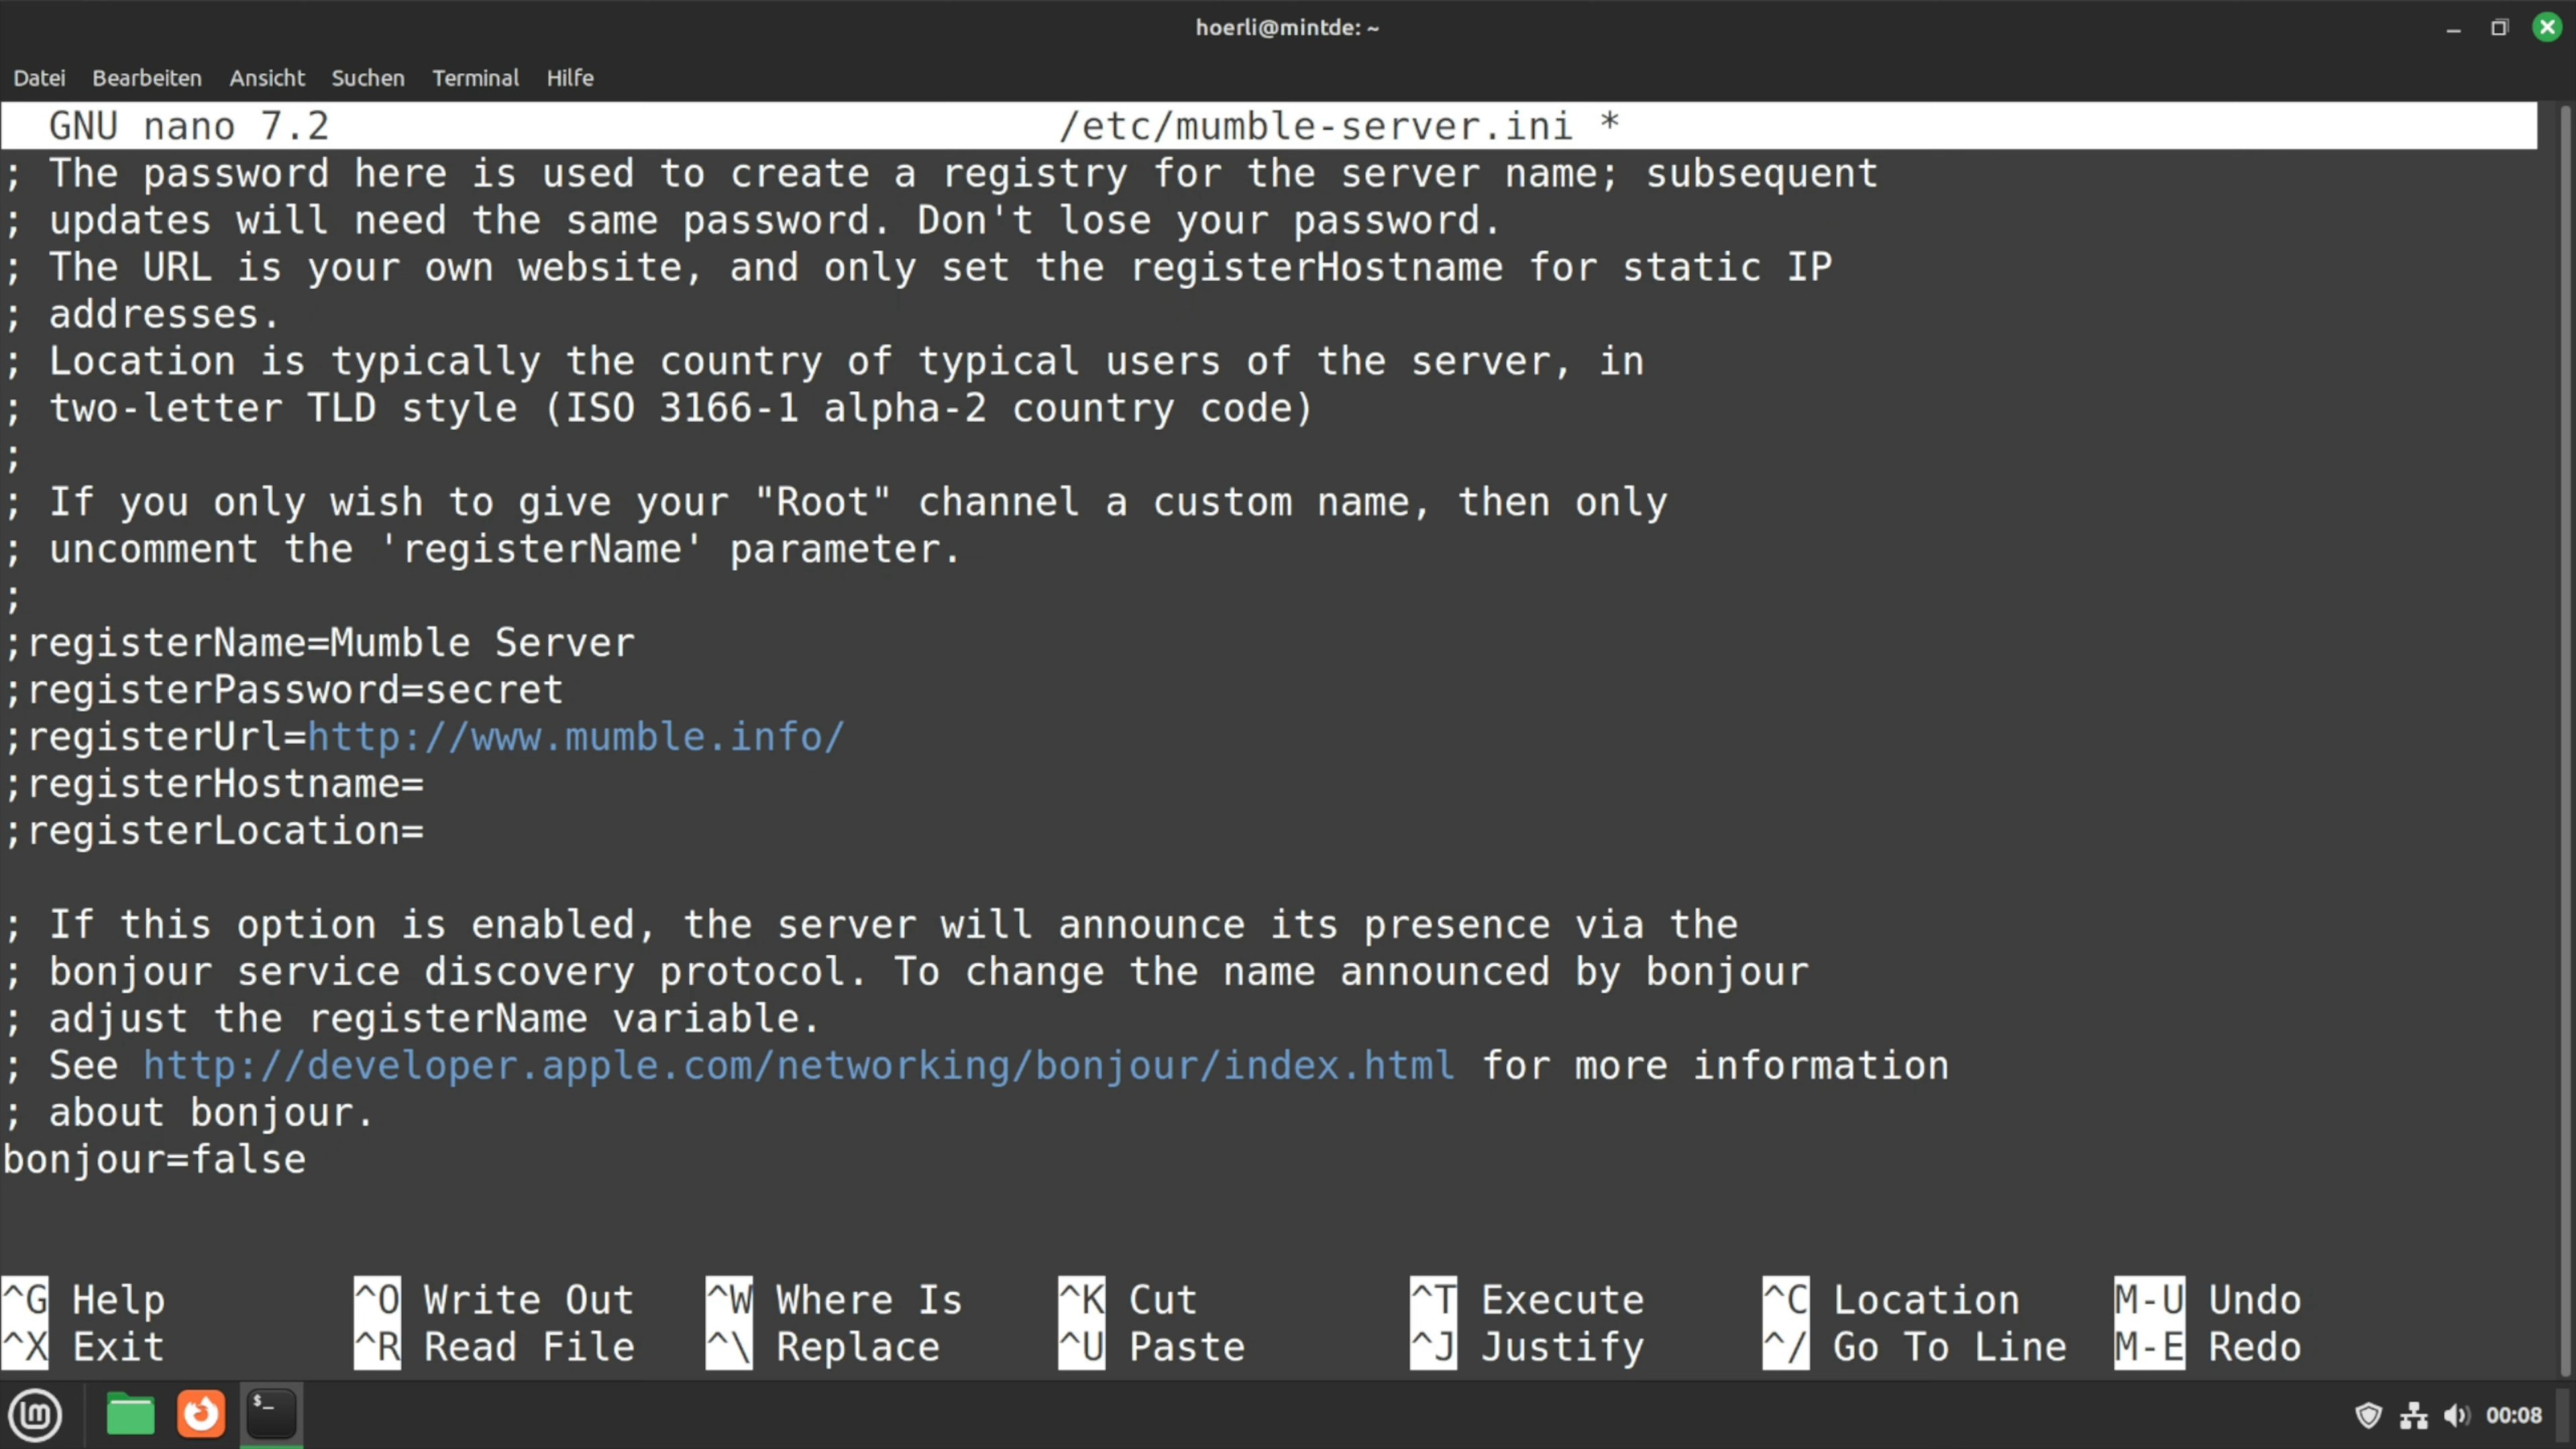 hoerli@mintde: ~
Datei Bearbeiten Ansicht Suchen Terminal Hilfe
GNU nano 7.2 /etc/mumble-server.ini *
; The password here is used to create a registry for the server name; subsequent
; updates will need the same password. Don't lose your password.
; The URL is your own website, and only set the registerHostname for static IP
; addresses.
; Location is typically the country of typical users of the server, in
; two-letter TLD style (ISO 3166-1 alpha-2 country code)
;
; If you only wish to give your "Root" channel a custom name, then only
; uncomment the 'registerName' parameter.
;
;registerName=Mumble Server
;registerPassword=secret
;registerUrl=http://www.mumble.info/
;registerHostname=
;registerLocation=
; If this option is enabled, the server will announce its presence via the
; bonjour service discovery protocol. To change the name announced by bonjour
; adjust the registerName variable.
; See http://developer.apple.com/networking/bonjour/index.html for more information
; about bonjour.
bonjour=false
^G Help ^O Write Out ^W Where Is ^K Cut ^T Execute ^C Location M-U Undo
^X Exit ^R Read File ^\ Replace ^U Paste ^J Justify ^/ Go To Line M-E Redo
$_ 00:08